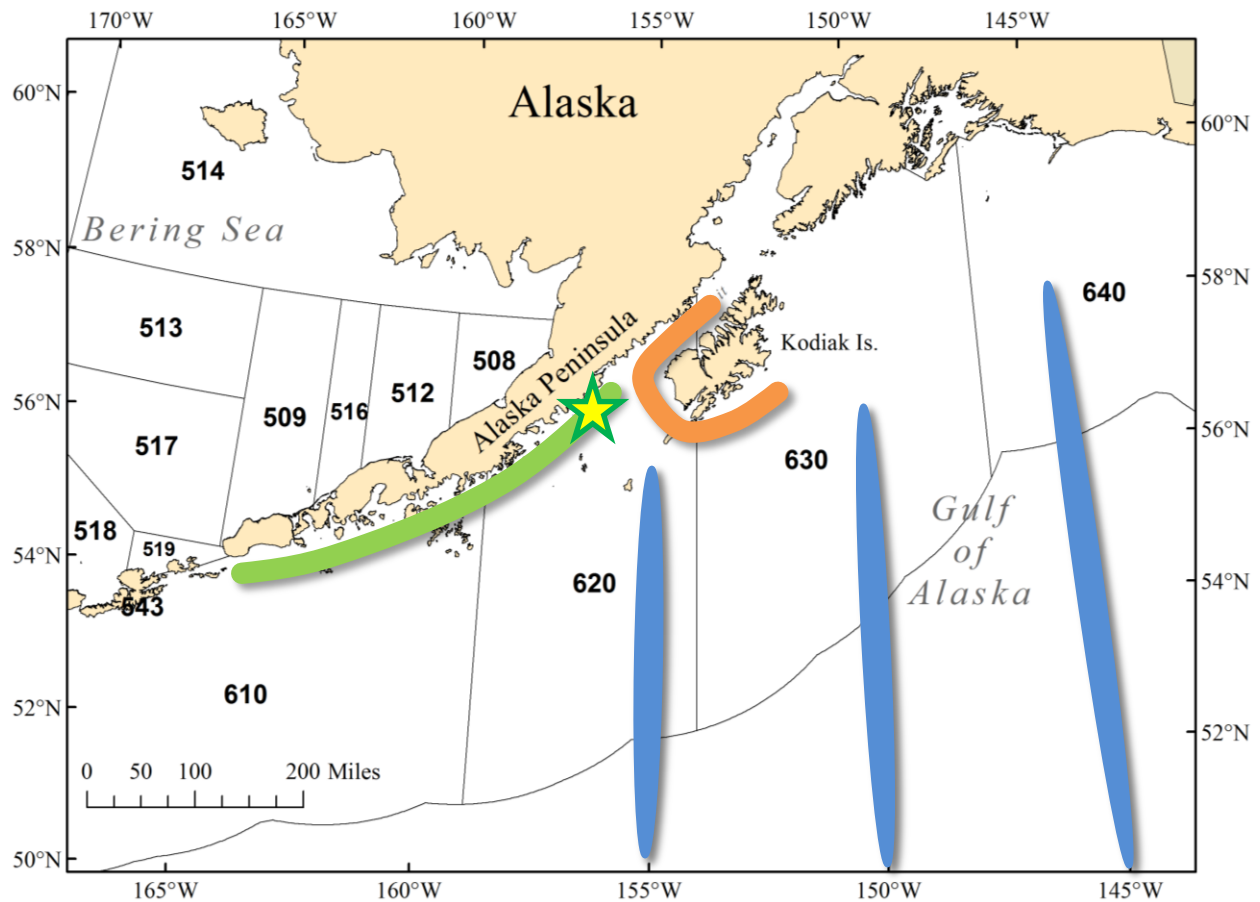 170°W 165°W 160°W 155°W 150°W 145°W
60°N
60°N
Alaska
514
Bering Sea
58°N
58°N
640
513
Alaska Peninsula
Kodiak Is.
508
512
516
509
56°N
56°N
517
630
Gulf
of
Alaska
518
519
54°N
54°N
620
543
610
52°N
52°N
0 50 100 200 Miles
50°N
165°W 160°W 155°W 150°W 145°W